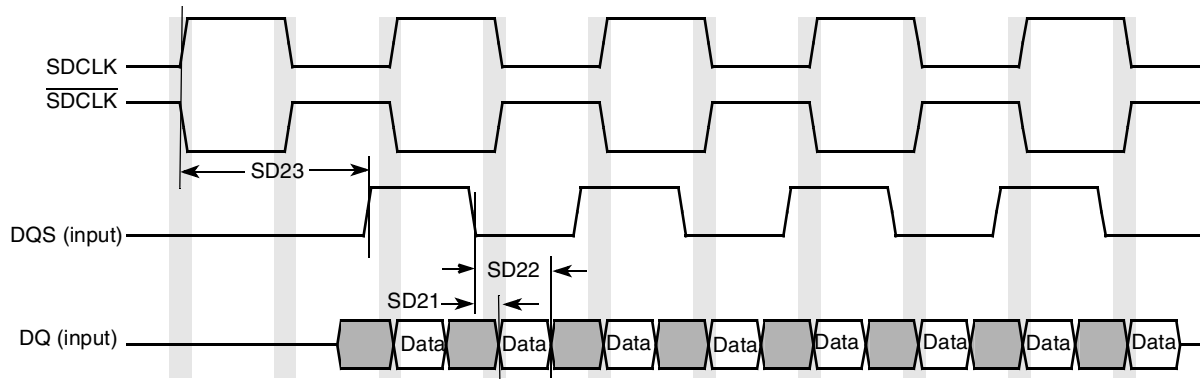 SDCLK
SDCLK
SD23
DQS (input)
SD22
SD21
DQ (input)
Data Data Data Data Data Data Data Data